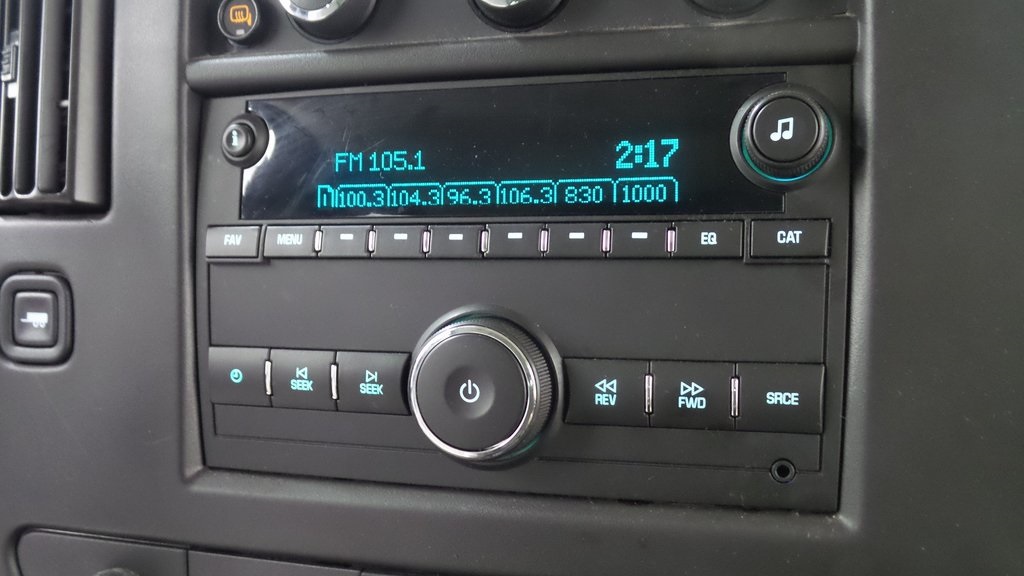 FM 105.1 2:17
100.3 104.3 96.3 106.3 830 1000
FAV MENU EQ CAT
SEEK SEEK REV FWD SRCE